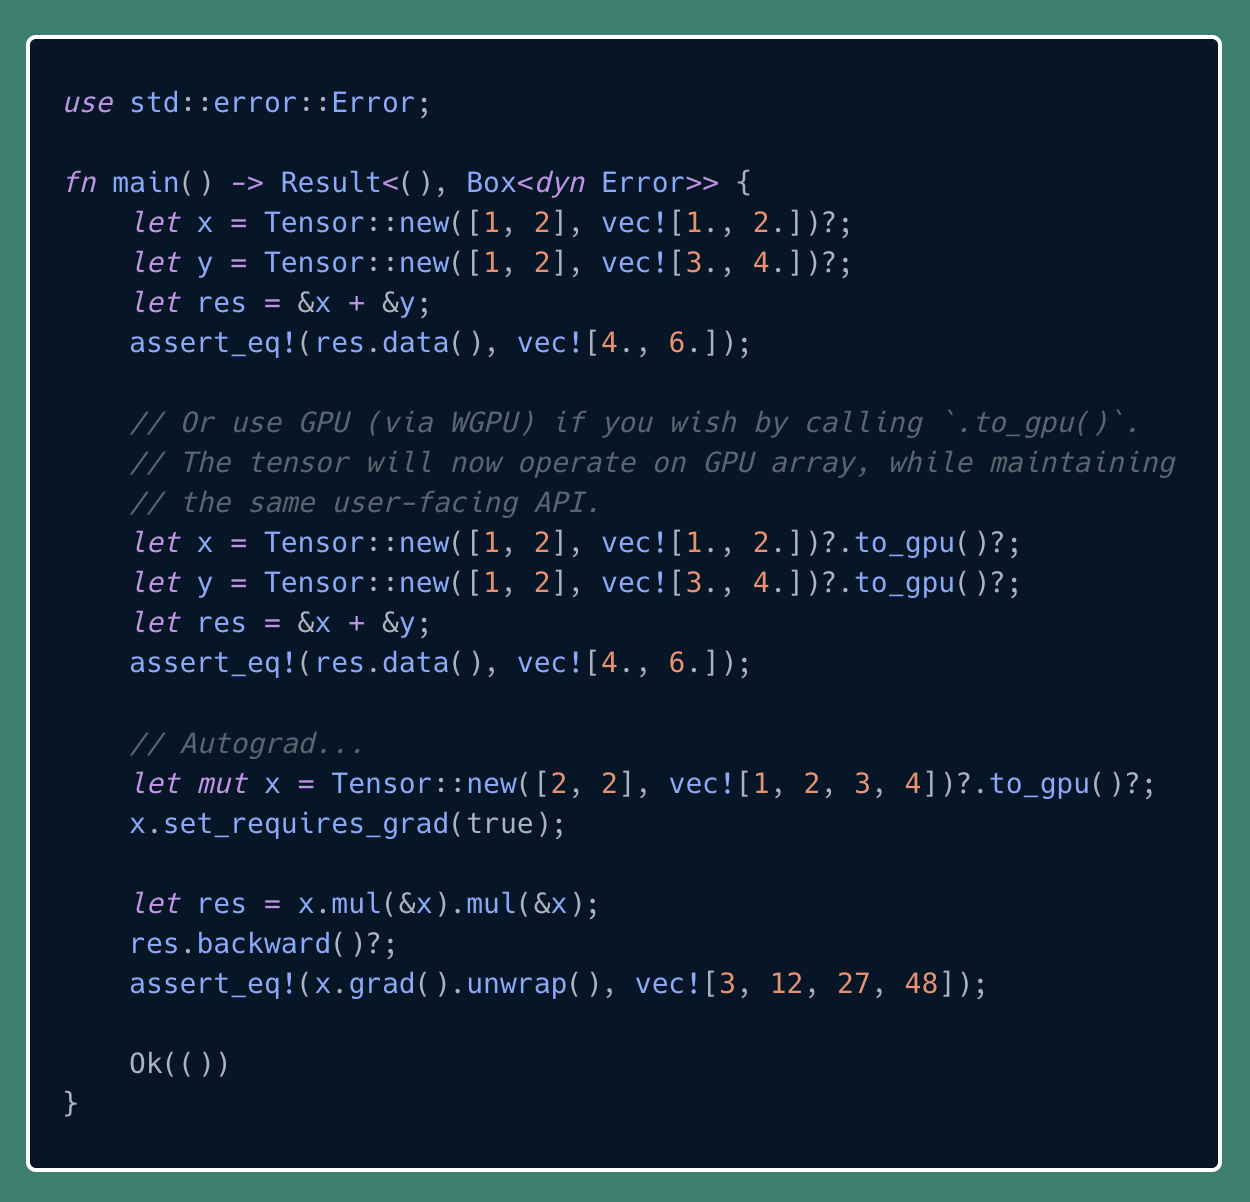 use std::error::Error;

fn main() -> Result<(), Box<dyn Error>> {
    let x = Tensor::new([1, 2], vec![1., 2.])?;
    let y = Tensor::new([1, 2], vec![3., 4.])?;
    let res = &x + &y;
    assert_eq!(res.data(), vec![4., 6.]);

    // Or use GPU (via WGPU) if you wish by calling `.to_gpu()`.
    // The tensor will now operate on GPU array, while maintaining
    // the same user-facing API.
    let x = Tensor::new([1, 2], vec![1., 2.])?.to_gpu()?;
    let y = Tensor::new([1, 2], vec![3., 4.])?.to_gpu()?;
    let res = &x + &y;
    assert_eq!(res.data(), vec![4., 6.]);

    // Autograd...
    let mut x = Tensor::new([2, 2], vec![1, 2, 3, 4])?.to_gpu()?;
    x.set_requires_grad(true);

    let res = x.mul(&x).mul(&x);
    res.backward()?;
    assert_eq!(x.grad().unwrap(), vec![3, 12, 27, 48]);

    Ok(())
}